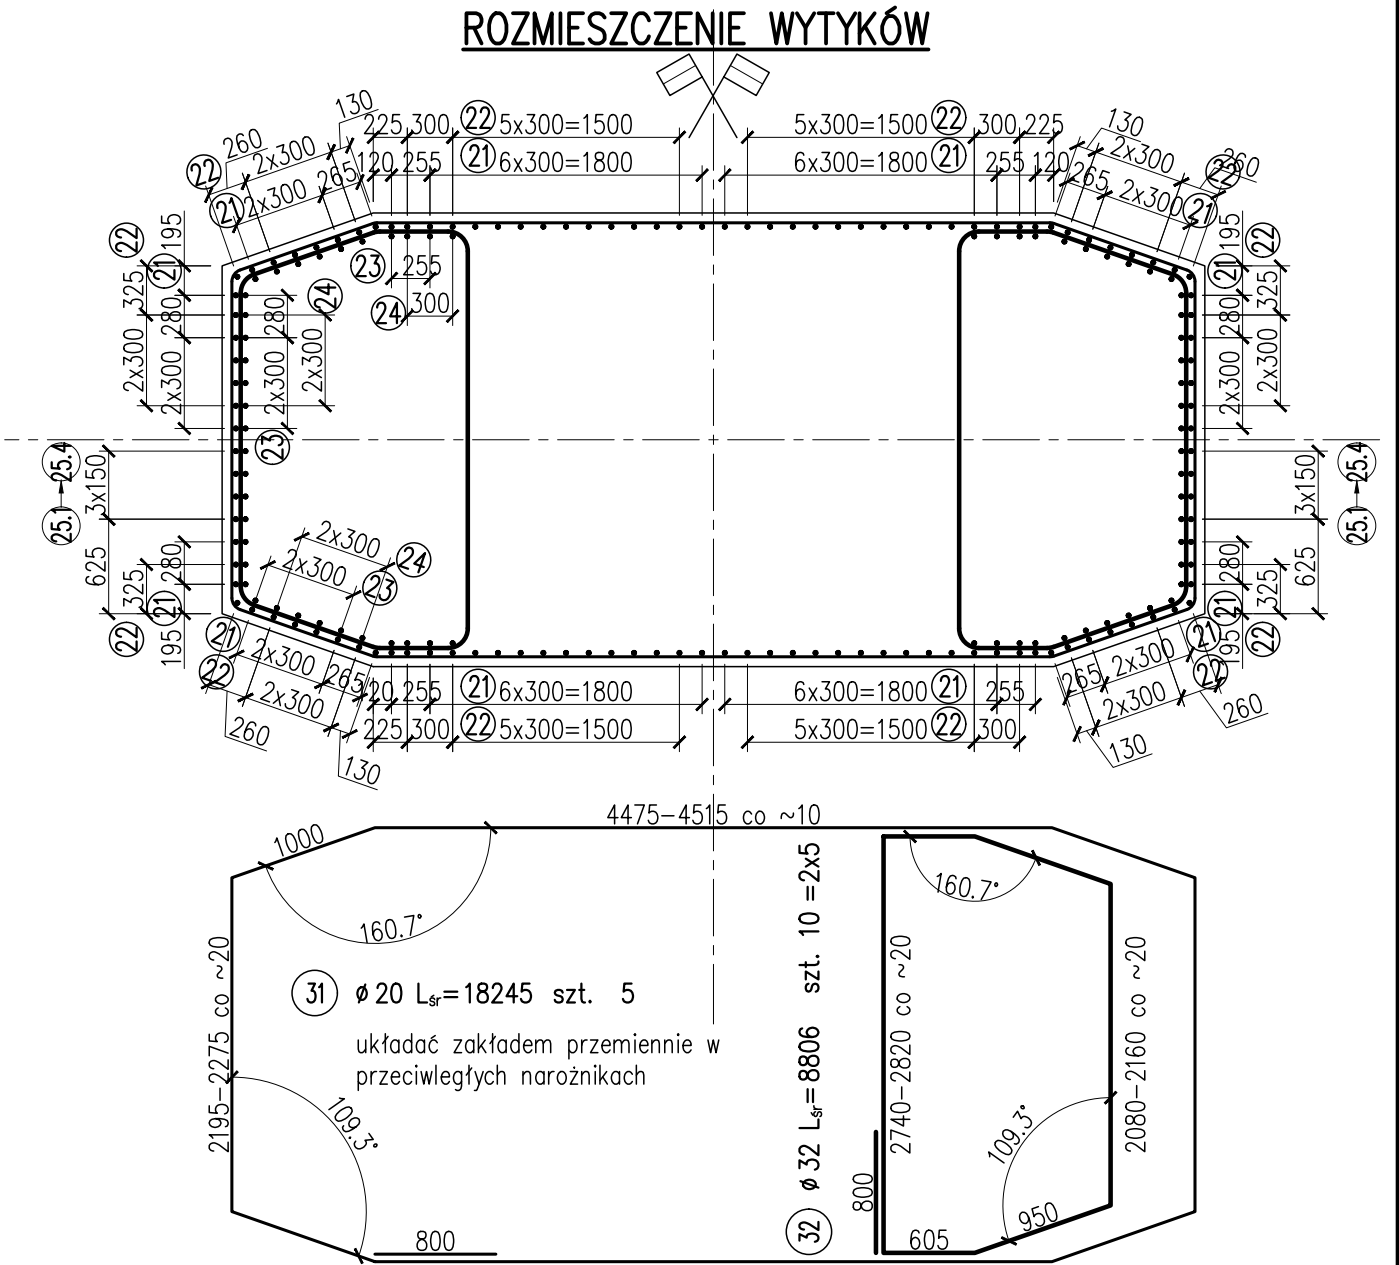 ROZMIESZCZENIE WYTYKÓW
130
225 300 22 5x300=1500
5x300=1500 22 300 225
130
260
2x300
22
120 255 21 6x300=1800
6x300=1800 21 255 120
2x300
260
22
265
2x300
21
265
2x300
21
195
22
21
325
280
2x300
2x300
23 255
24 300
24
280
2x300
2x300
23
195
22
21
325
280
2x300
2x300
25.4
25.1
3x150
625
25.4
25.1
3x150
625
2x300 24
2x300 23
280
325
21
22
195
280
325
21
22
195
21
2x300
265
22
2x300
260
130
120 255 21 6x300=1800
6x300=1800 21 255
225 300 22 5x300=1500
5x300=1500 22 300
265
2x300
21
2x300
22
260
130
4475-4515 co ~10
1000
160.7°
160.7°
2195-2275 co ~20
31 ø20 Lśr=18245 szt. 5
układać zakładem przemiennie w
przeciwległych narożnikach
109.3°
800
32 ø32 Lśr=8806 szt. 10 =2x5
2740-2820 co ~20
2080-2160 co ~20
109.3°
800
605
950